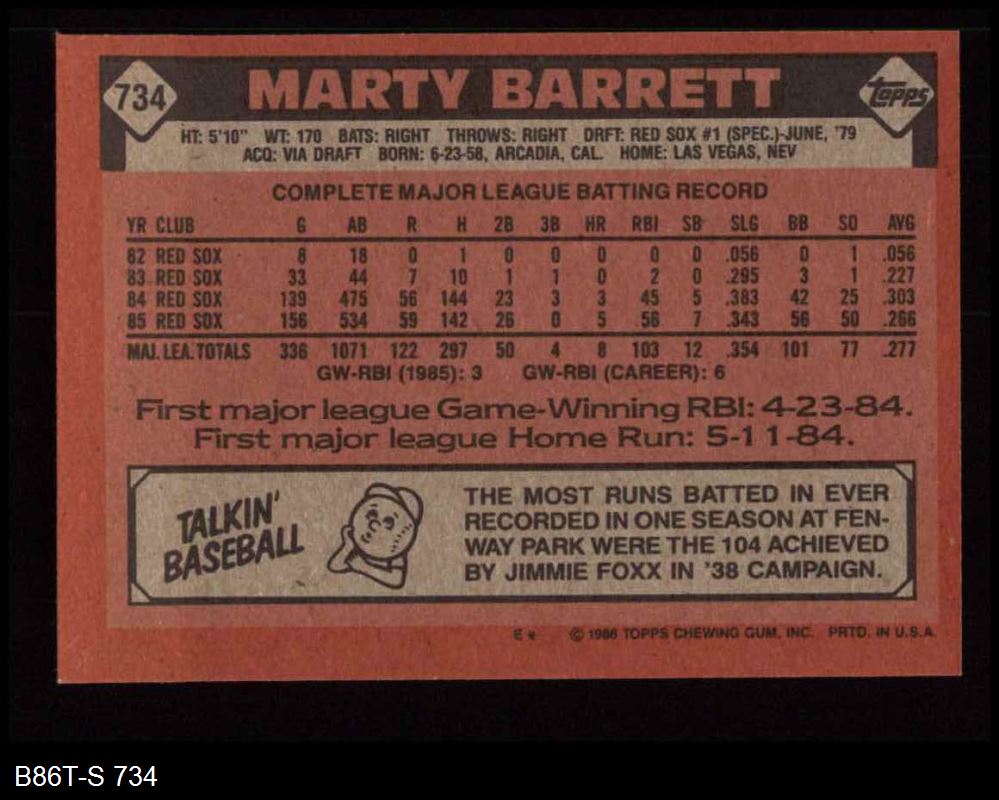 734
MARTY BARRETT
Topps
HT: 5'10" WT: 170 BATS: RIGHT THROWS: RIGHT DRFT: RED SOX #1 (SPEC.)-JUNE, '79
ACQ: VIA DRAFT BORN: 6-23-58, ARCADIA, CAL. HOME: LAS VEGAS, NEV
COMPLETE MAJOR LEAGUE BATTING RECORD
YR CLUB G AB R H 2B 3B HR RBI SB SLG BB SO AVG
82 RED SOX 8 18 0 1 0 0 0 0 0 .056 0 1 .056
83 RED SOX 33 44 7 10 1 1 0 2 0 .295 3 1 .227
84 RED SOX 139 475 56 144 23 3 3 45 5 .383 42 25 .303
85 RED SOX 156 534 59 142 26 0 5 56 7 .343 56 50 .266
MAJ. LEA. TOTALS 336 1071 122 297 50 4 8 103 12 .354 101 77 .277
GW-RBI (1985): 3 GW-RBI (CAREER): 6
First major league Game-Winning RBI: 4-23-84.
First major league Home Run: 5-11-84.
TALKIN'
BASEBALL
THE MOST RUNS BATTED IN EVER
RECORDED IN ONE SEASON AT FEN-
WAY PARK WERE THE 104 ACHIEVED
BY JIMMIE FOXX IN '38 CAMPAIGN.
E* © 1986 TOPPS CHEWING GUM, INC. PRTD. IN U.S.A.
B86T-S 734